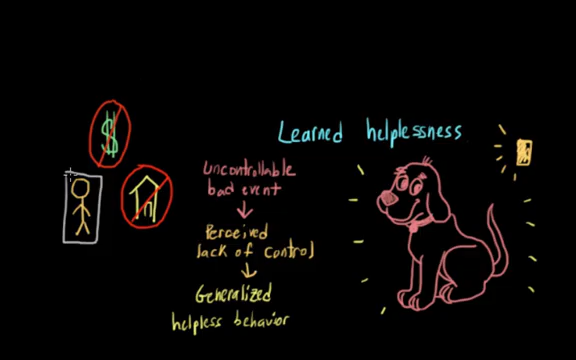 $
Learned helplessness
Uncontrollable
bad event
Perceived
lack of control
Generalized
helpless behavior